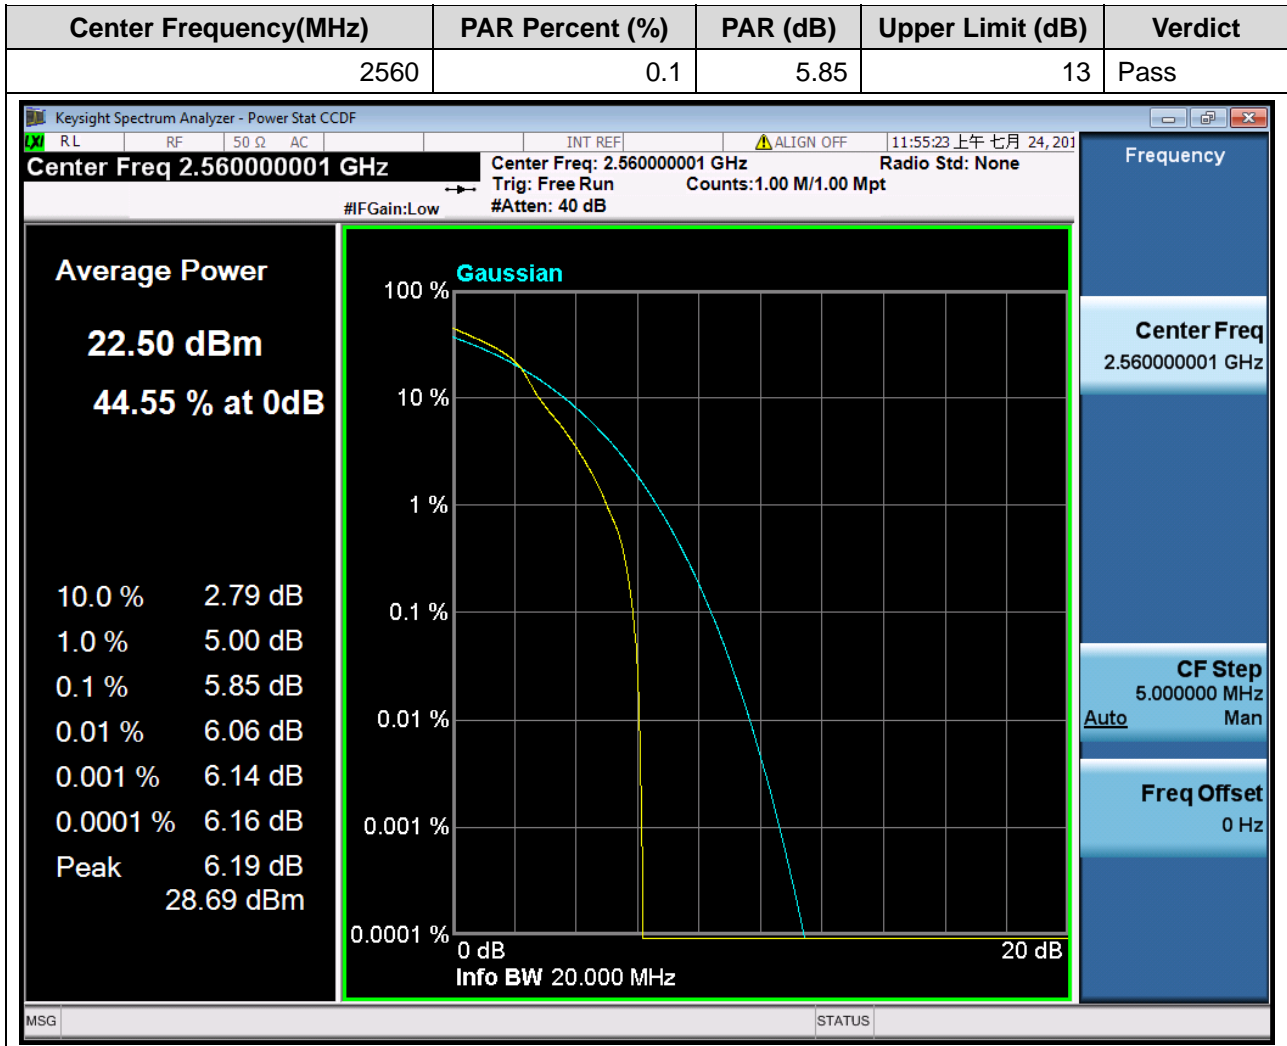 Center Frequency(MHz) PAR Percent (%) PAR (dB) Upper Limit (dB) Verdict
2560 0.1 5.85 13 Pass
Keysight Spectrum Analyzer - Power Stat CCDF
LXI RL RF 50 Ω AC INT REF ALIGN OFF 11:55:23 上午 七月 24, 201
Center Freq 2.560000001 GHz
Center Freq: 2.560000001 GHz Radio Std: None
Trig: Free Run Counts:1.00 M/1.00 Mpt
#IFGain:Low #Atten: 40 dB
Frequency
Average Power
22.50 dBm
44.55 % at 0dB
10.0 % 2.79 dB
1.0 % 5.00 dB
0.1 % 5.85 dB
0.01 % 6.06 dB
0.001 % 6.14 dB
0.0001 % 6.16 dB
Peak 6.19 dB
28.69 dBm
Gaussian
100 %
10 %
1 %
0.1 %
0.01 %
0.001 %
0.0001 %
0 dB 20 dB
Info BW 20.000 MHz
Center Freq
2.560000001 GHz
CF Step
5.000000 MHz
Auto Man
Freq Offset
0 Hz
MSG STATUS